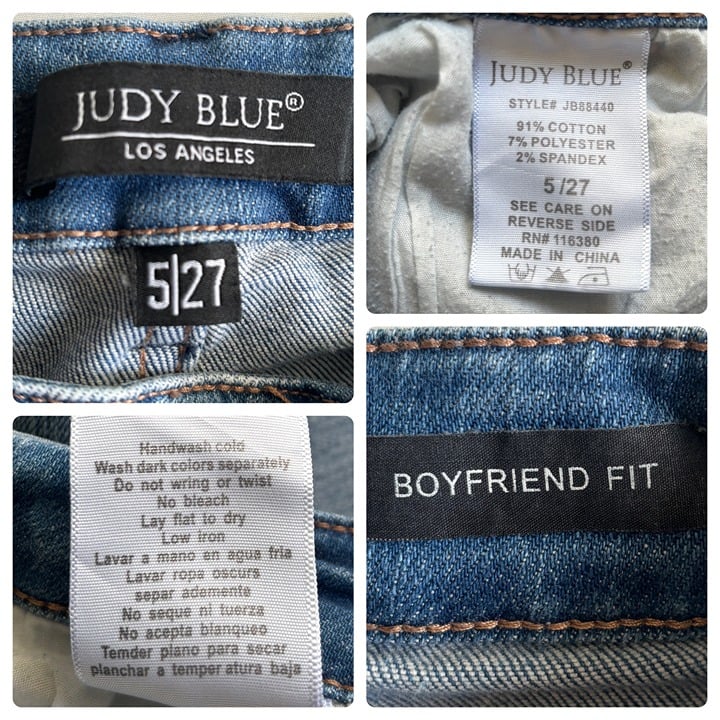 JUDY BLUE®
LOS ANGELES
5|27
JUDY BLUE®
STYLE# JB88440
91% COTTON
7% POLYESTER
2% SPANDEX
5/27
SEE CARE ON
REVERSE SIDE
RN# 116380
MADE IN CHINA
Handwash cold
Wash dark colors separately
Do not wring or twist
No bleach
Lay flat to dry
Low iron
Lavar a mano en agua fria
Lavar ropa oscurs
separ ademente
No seque ni tuerza
No acepta blanqueo
Temder plano para secar
planchar a temper atura baja
BOYFRIEND FIT